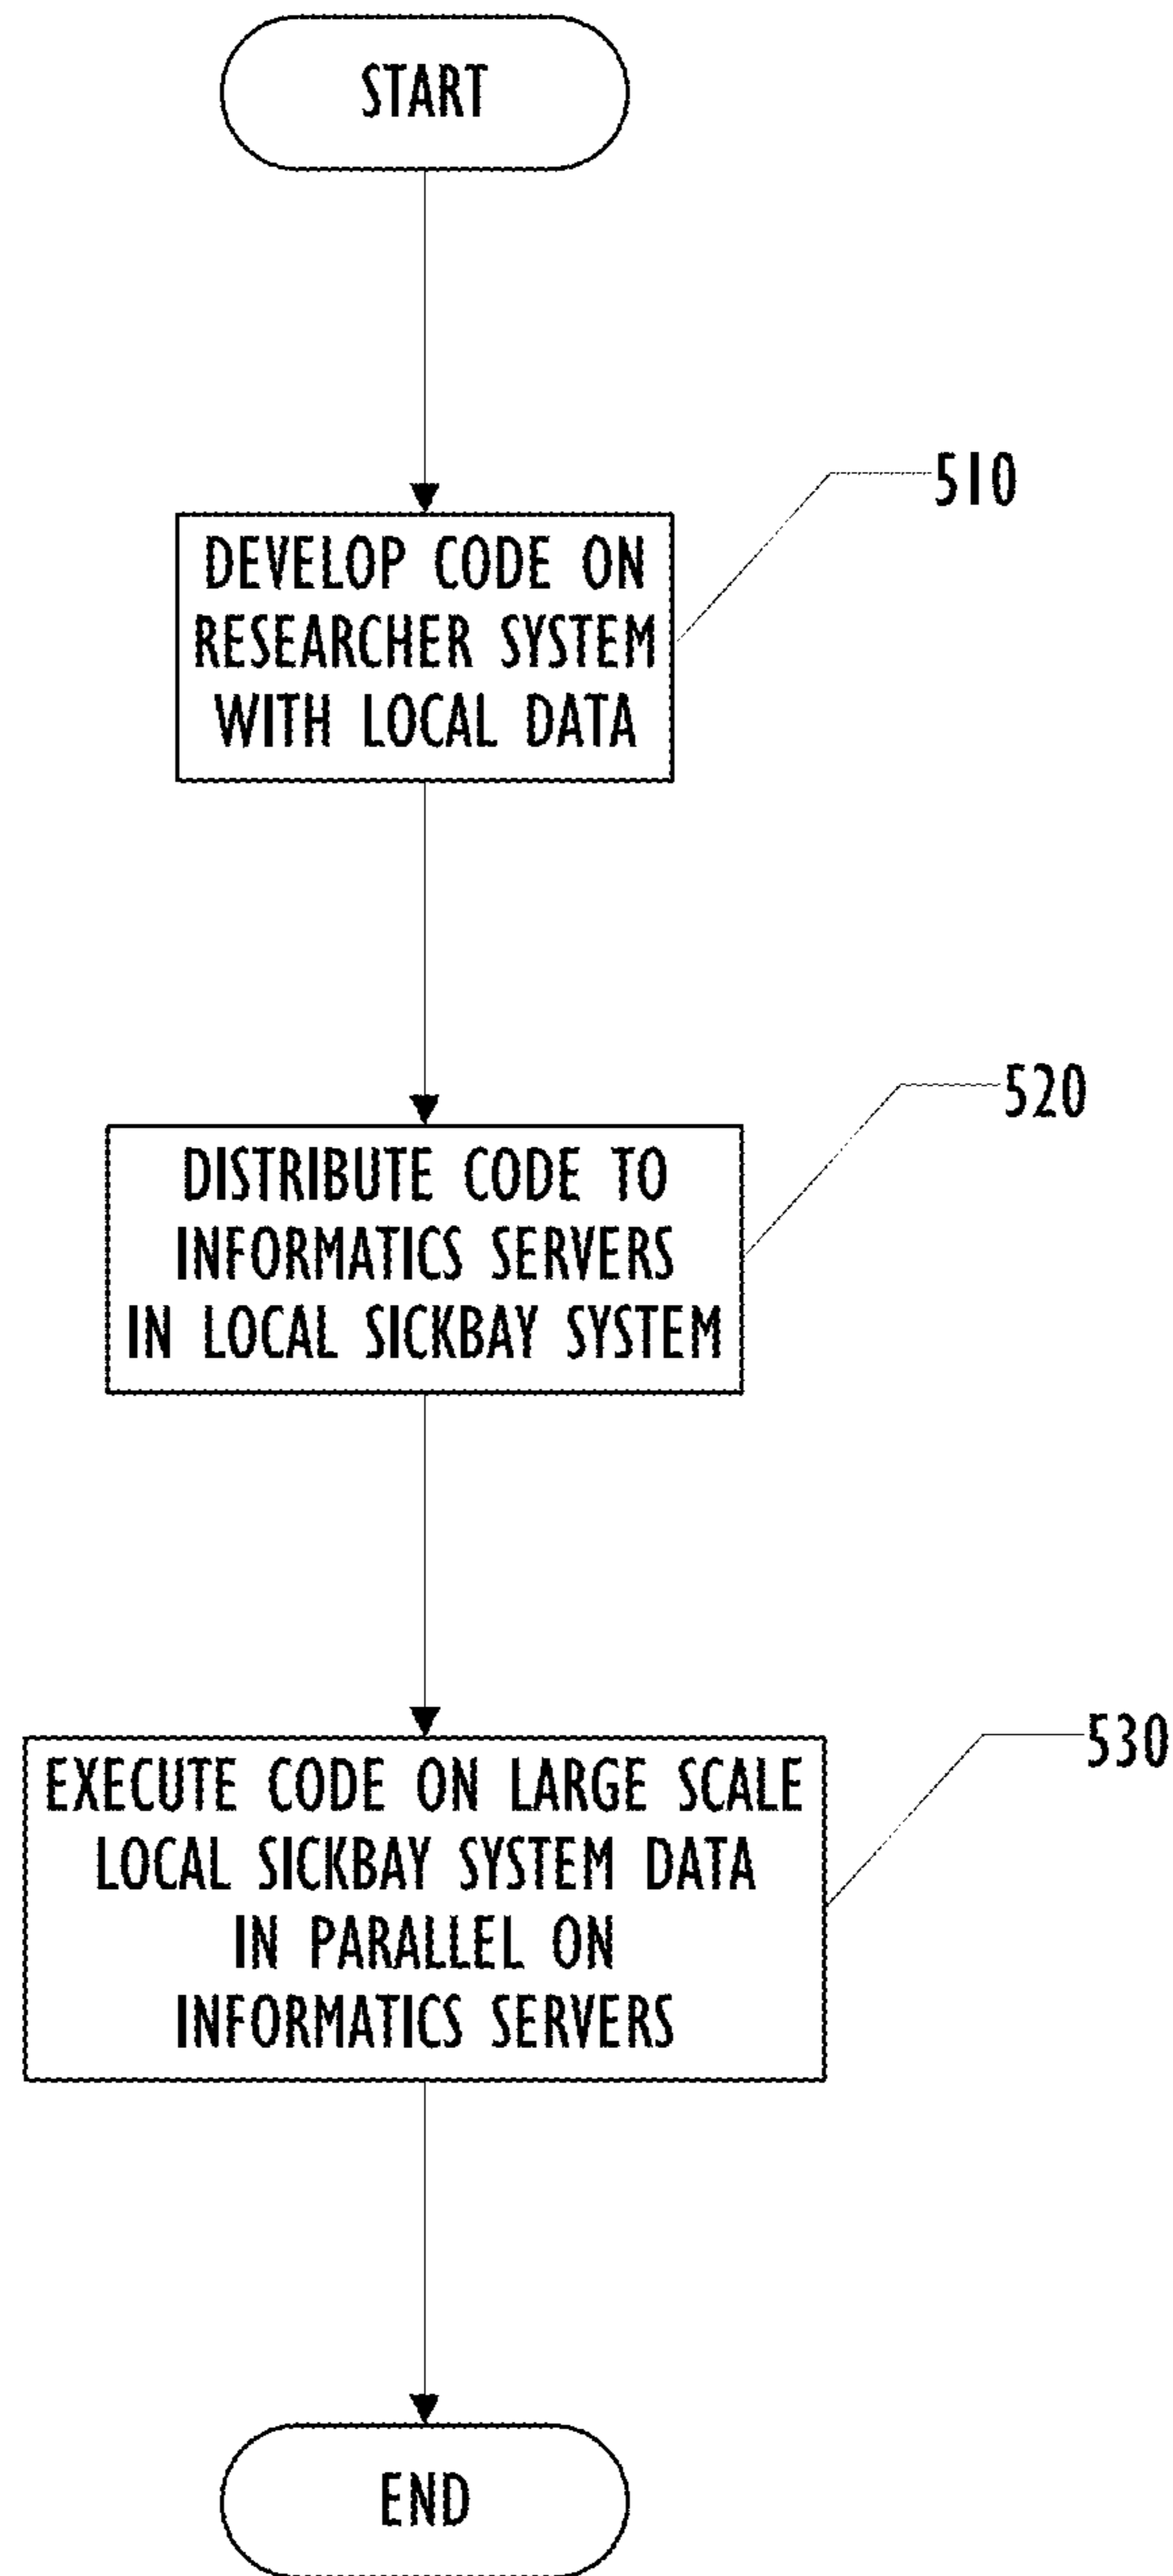 START
510
DEVELOP CODE ON
RESEARCHER SYSTEM
WITH LOCAL DATA
520
DISTRIBUTE CODE TO
INFORMATICS SERVERS
IN LOCAL SICKBAY SYSTEM
530
EXECUTE CODE ON LARGE SCALE
LOCAL SICKBAY SYSTEM DATA
IN PARALLEL ON
INFORMATICS SERVERS
END